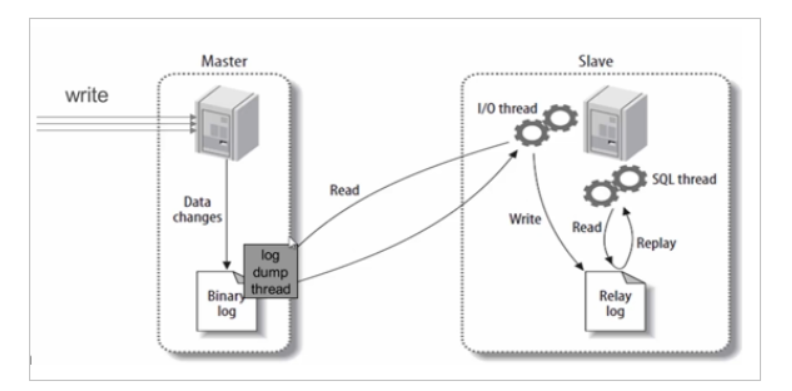 Master
Slave
write
I/O thread
SQL thread
Data
changes
Read
Write
Read
Replay
log
dump
thread
Binary
log
Relay
log